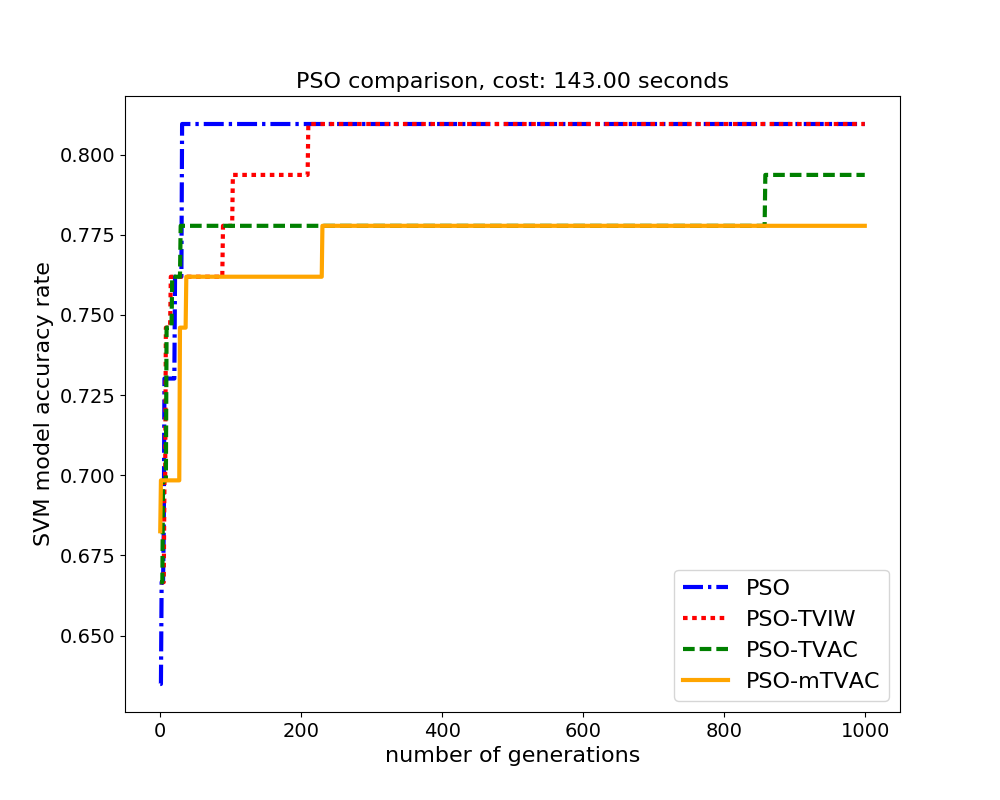 PSO comparison, cost: 143.00 seconds
SVM model accuracy rate
0.800
0.775
0.750
0.725
0.700
0.675
0.650
0 200 400 600 800 1000
number of generations
PSO
PSO-TVIW
PSO-TVAC
PSO-mTVAC